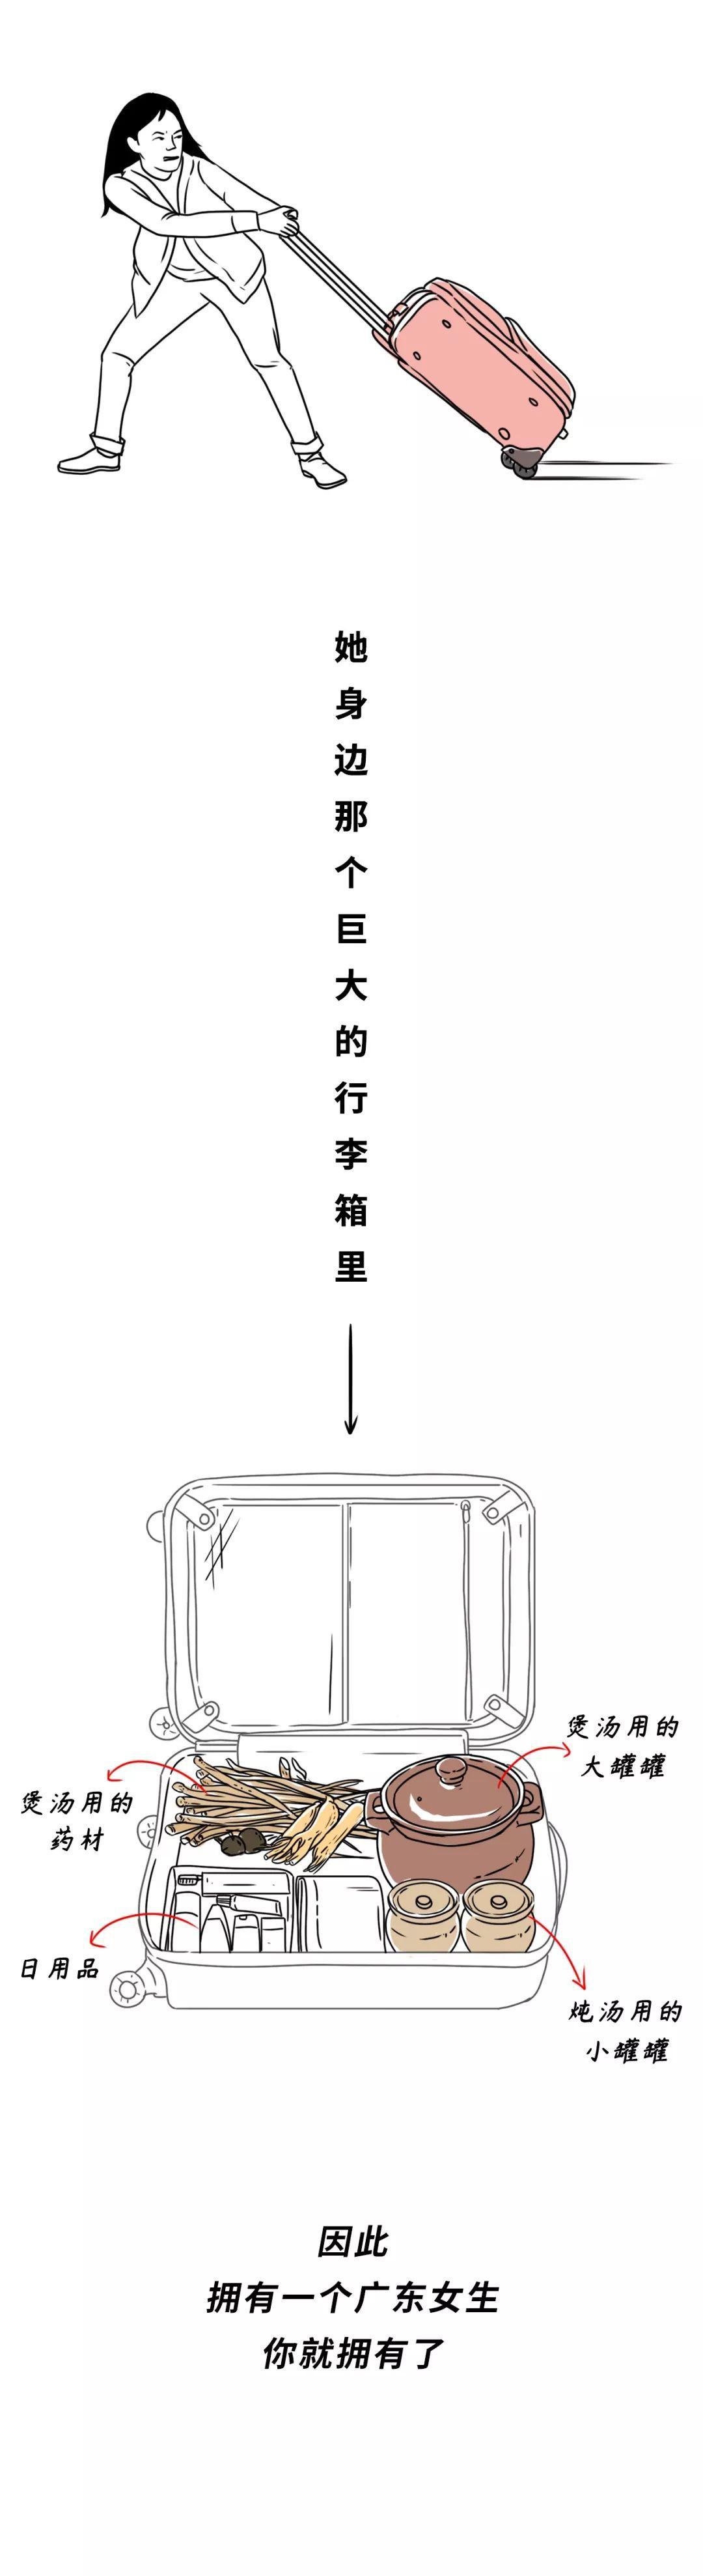 她身边那个巨大的行李箱里
煲汤用的
大罐罐
煲汤用的
药材
日用品
炖汤用的
小罐罐
因此
拥有一个广东女生
你就拥有了